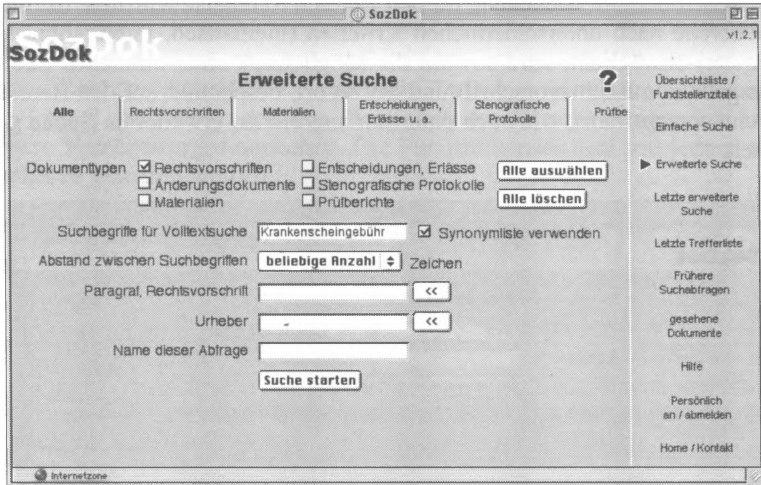 SozDok
v1.2.1
SozDok
SozDok
Erweiterte Suche
?
Alle
Rechtsvorschriften
Materialien
Entscheidungen,
Erlässe u. a.
Stenografische
Protokolle
Prüfbe
Dokumenttypen
Rechtsvorschriften
Entscheidungen, Erlässe
Alle auswählen
Änderungsdokumente
Stenografische Protokolle
Materialien
Prüfberichte
Alle löschen
Suchbegriffe für Volltextsuche
Krankenscheingebühr
Synonymliste verwenden
Abstand zwischen Suchbegriffen
beliebige Anzahl
Zeichen
Paragraf, Rechtsvorschrift
<<
Urheber
<<
Name dieser Abfrage
Suche starten
Übersichtsliste /
Fundstellenzitate
Einfache Suche
Erweiterte Suche
Letzte erweiterte
Suche
Letzte Trefferliste
Frühere
Suchabfragen
gesehene
Dokumente
Hilfe
Persönlich
an / abmelden
Home / Kontakt
Internetzone